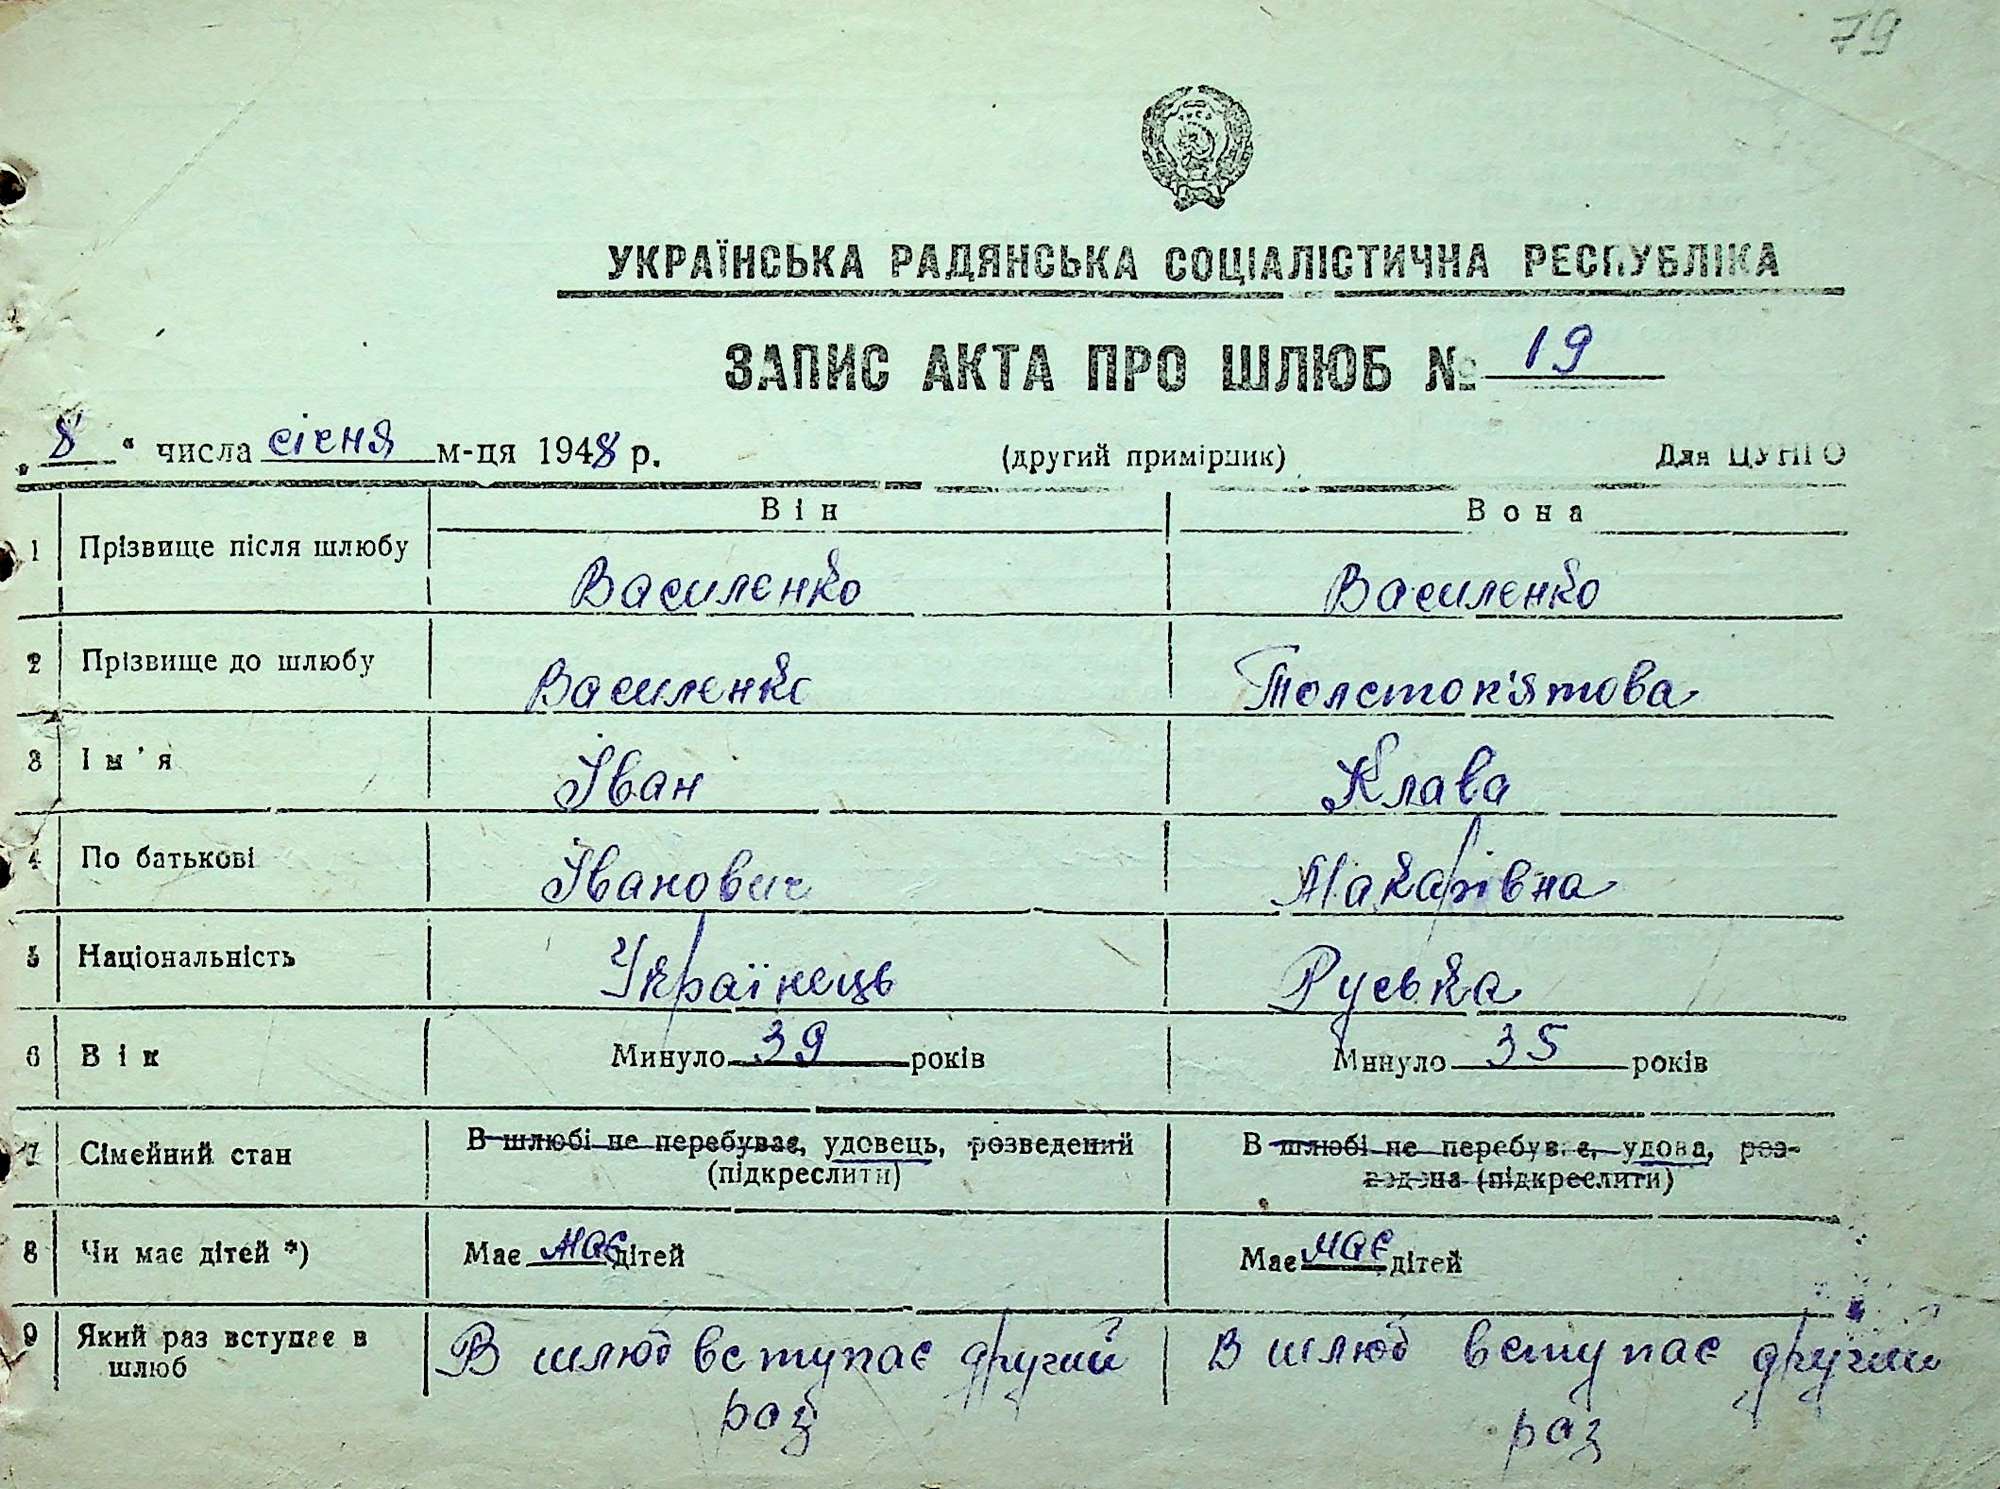 79
УКРАЇНСЬКА РАДЯНСЬКА СОЦІАЛІСТИЧНА РЕСПУБЛІКА
ЗАПИС АКТА ПРО ШЛЮБ № 19
„ 8 “ числа січня м-ця 1948 р. (другий примірник) Для ЦУНГО
Він Вона
1 Прізвище після шлюбу Василенко Василенко
2 Прізвище до шлюбу Василенко Толстоп'ятова
3 Ім'я Іван Клава
4 По батькові Іванович Макарівна
5 Національність Українець Руська
6 Вік Минуло 39 років Минуло 35 років
7 Сімейний стан В шлюбі не перебуває, удовець, розведений В шлюбі не перебуває, удова, роз-
(підкреслити) ведена (підкреслити)
8 Чи має дітей *) Має має дітей Має має дітей
9 Який раз вступає в В шлюб вступає другий В шлюб вступає другий
шлюб раз раз